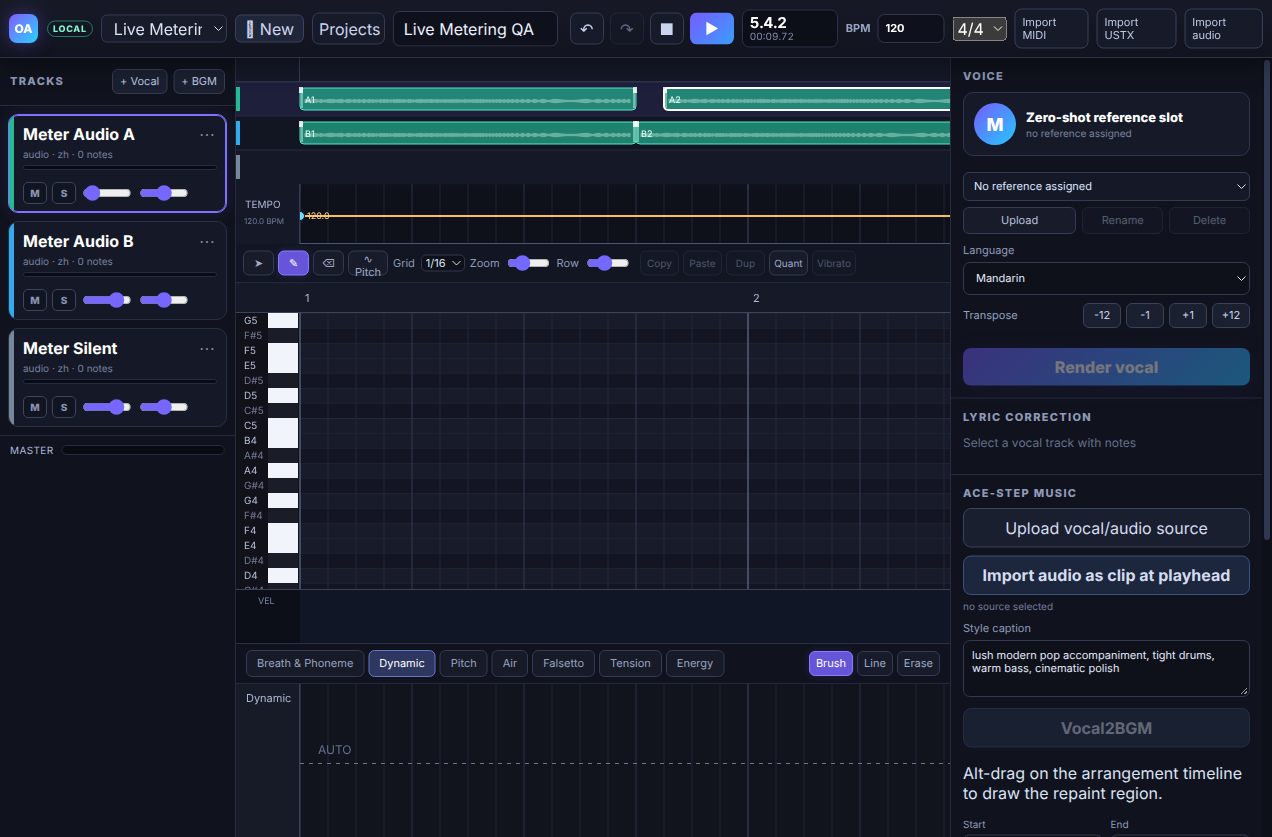 OA LOCAL Live Meterir New Projects Live Metering QA 5.4.2 BPM 120 4/4 Import MIDI Import USTX Import audio
00:09.72
TRACKS + Vocal + BGM
Meter Audio A ...
audio · zh · 0 notes
M S
Meter Audio B ...
audio · zh · 0 notes
M S
Meter Silent ...
audio · zh · 0 notes
M S
MASTER
A1 A2
B1 B2
TEMPO
120.0 BPM 120.0
Pitch Grid 1/16 Zoom Row Copy Paste Dup Quant Vibrato
1 2
G5
F#5
F5
E5
D#5
D5
C#5
C5
B4
A#4
A4
G#4
G4
F#4
F4
E4
D#4
D4
VEL
Breath & Phoneme Dynamic Pitch Air Falsetto Tension Energy Brush Line Erase
Dynamic
AUTO
VOICE
M Zero-shot reference slot
no reference assigned
No reference assigned
Upload Rename Delete
Language
Mandarin
Transpose -12 -1 +1 +12
Render vocal
LYRIC CORRECTION
Select a vocal track with notes
ACE-STEP MUSIC
Upload vocal/audio source
Import audio as clip at playhead
no source selected
Style caption
lush modern pop accompaniment, tight drums,
warm bass, cinematic polish
Vocal2BGM
Alt-drag on the arrangement timeline
to draw the repaint region.
Start End